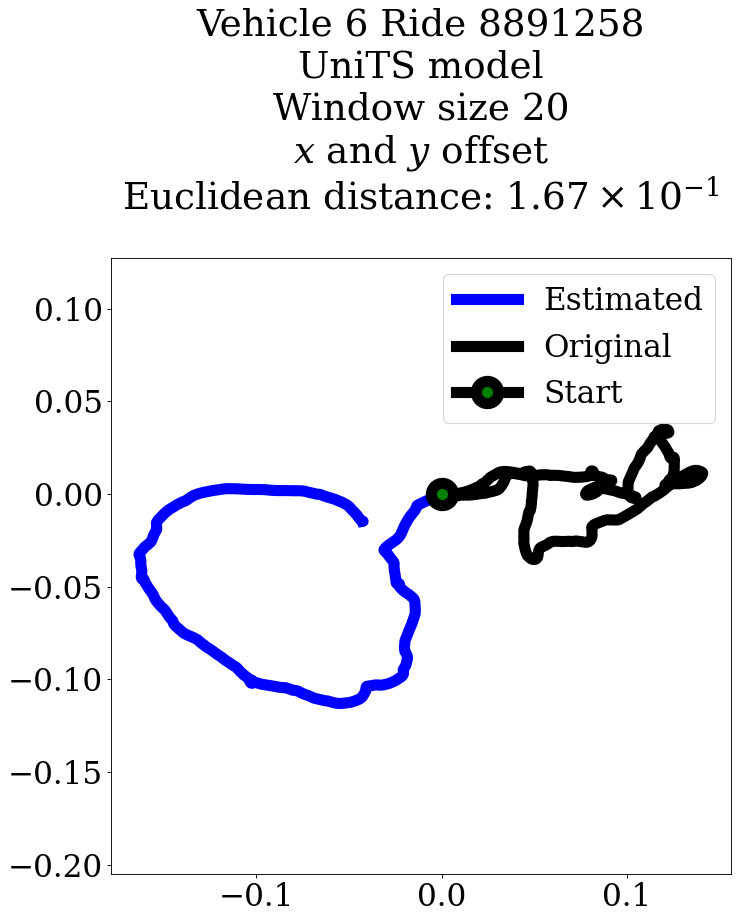 Vehicle 6 Ride 8891258
UniTS model
Window size 20
x and y offset
Euclidean distance: 1.67 × 10⁻¹
Estimated
Original
Start
0.10
0.05
0.00
−0.05
−0.10
−0.15
−0.20
−0.1
0.0
0.1